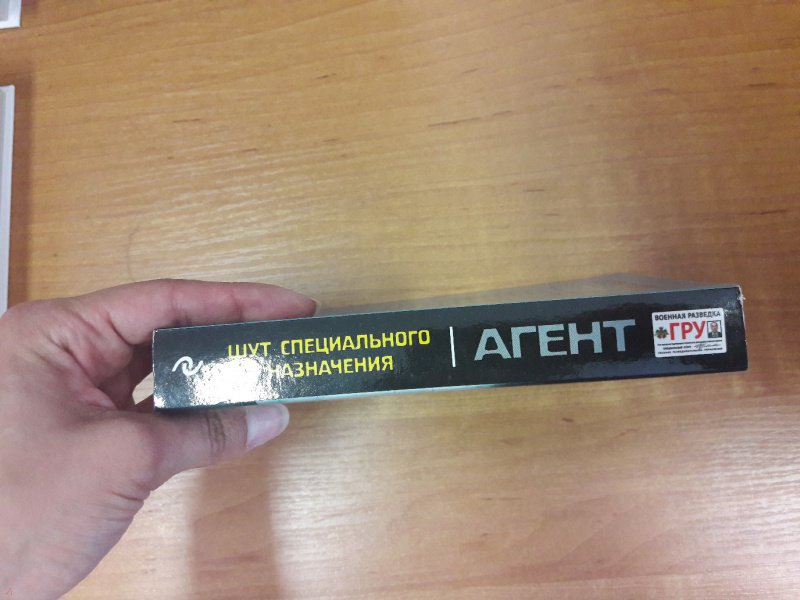 ШУТ СПЕЦИАЛЬНОГО
НАЗНАЧЕНИЯ
АГЕНТ
ВОЕННАЯ РАЗВЕДКА
ГРУ